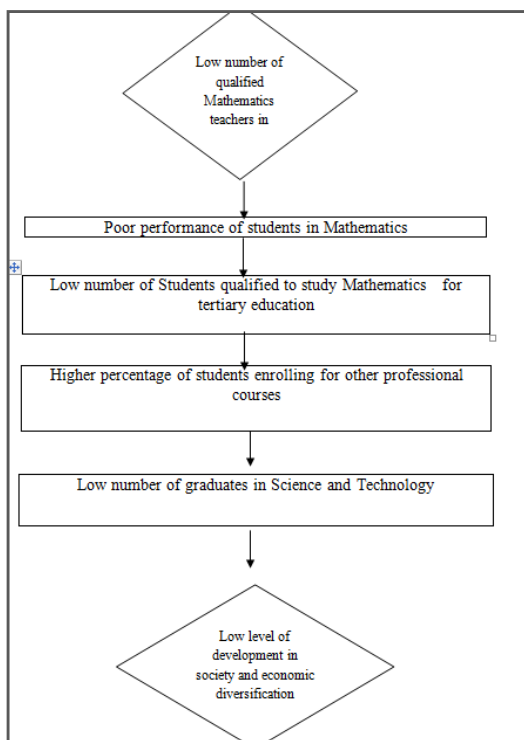 Low number of
qualified
Mathematics
teachers in
Poor performance of students in Mathematics
Low number of Students qualified to study Mathematics for
tertiary education
Higher percentage of students enrolling for other professional
courses
Low number of graduates in Science and Technology
Low level of
development in
society and economic
diversification